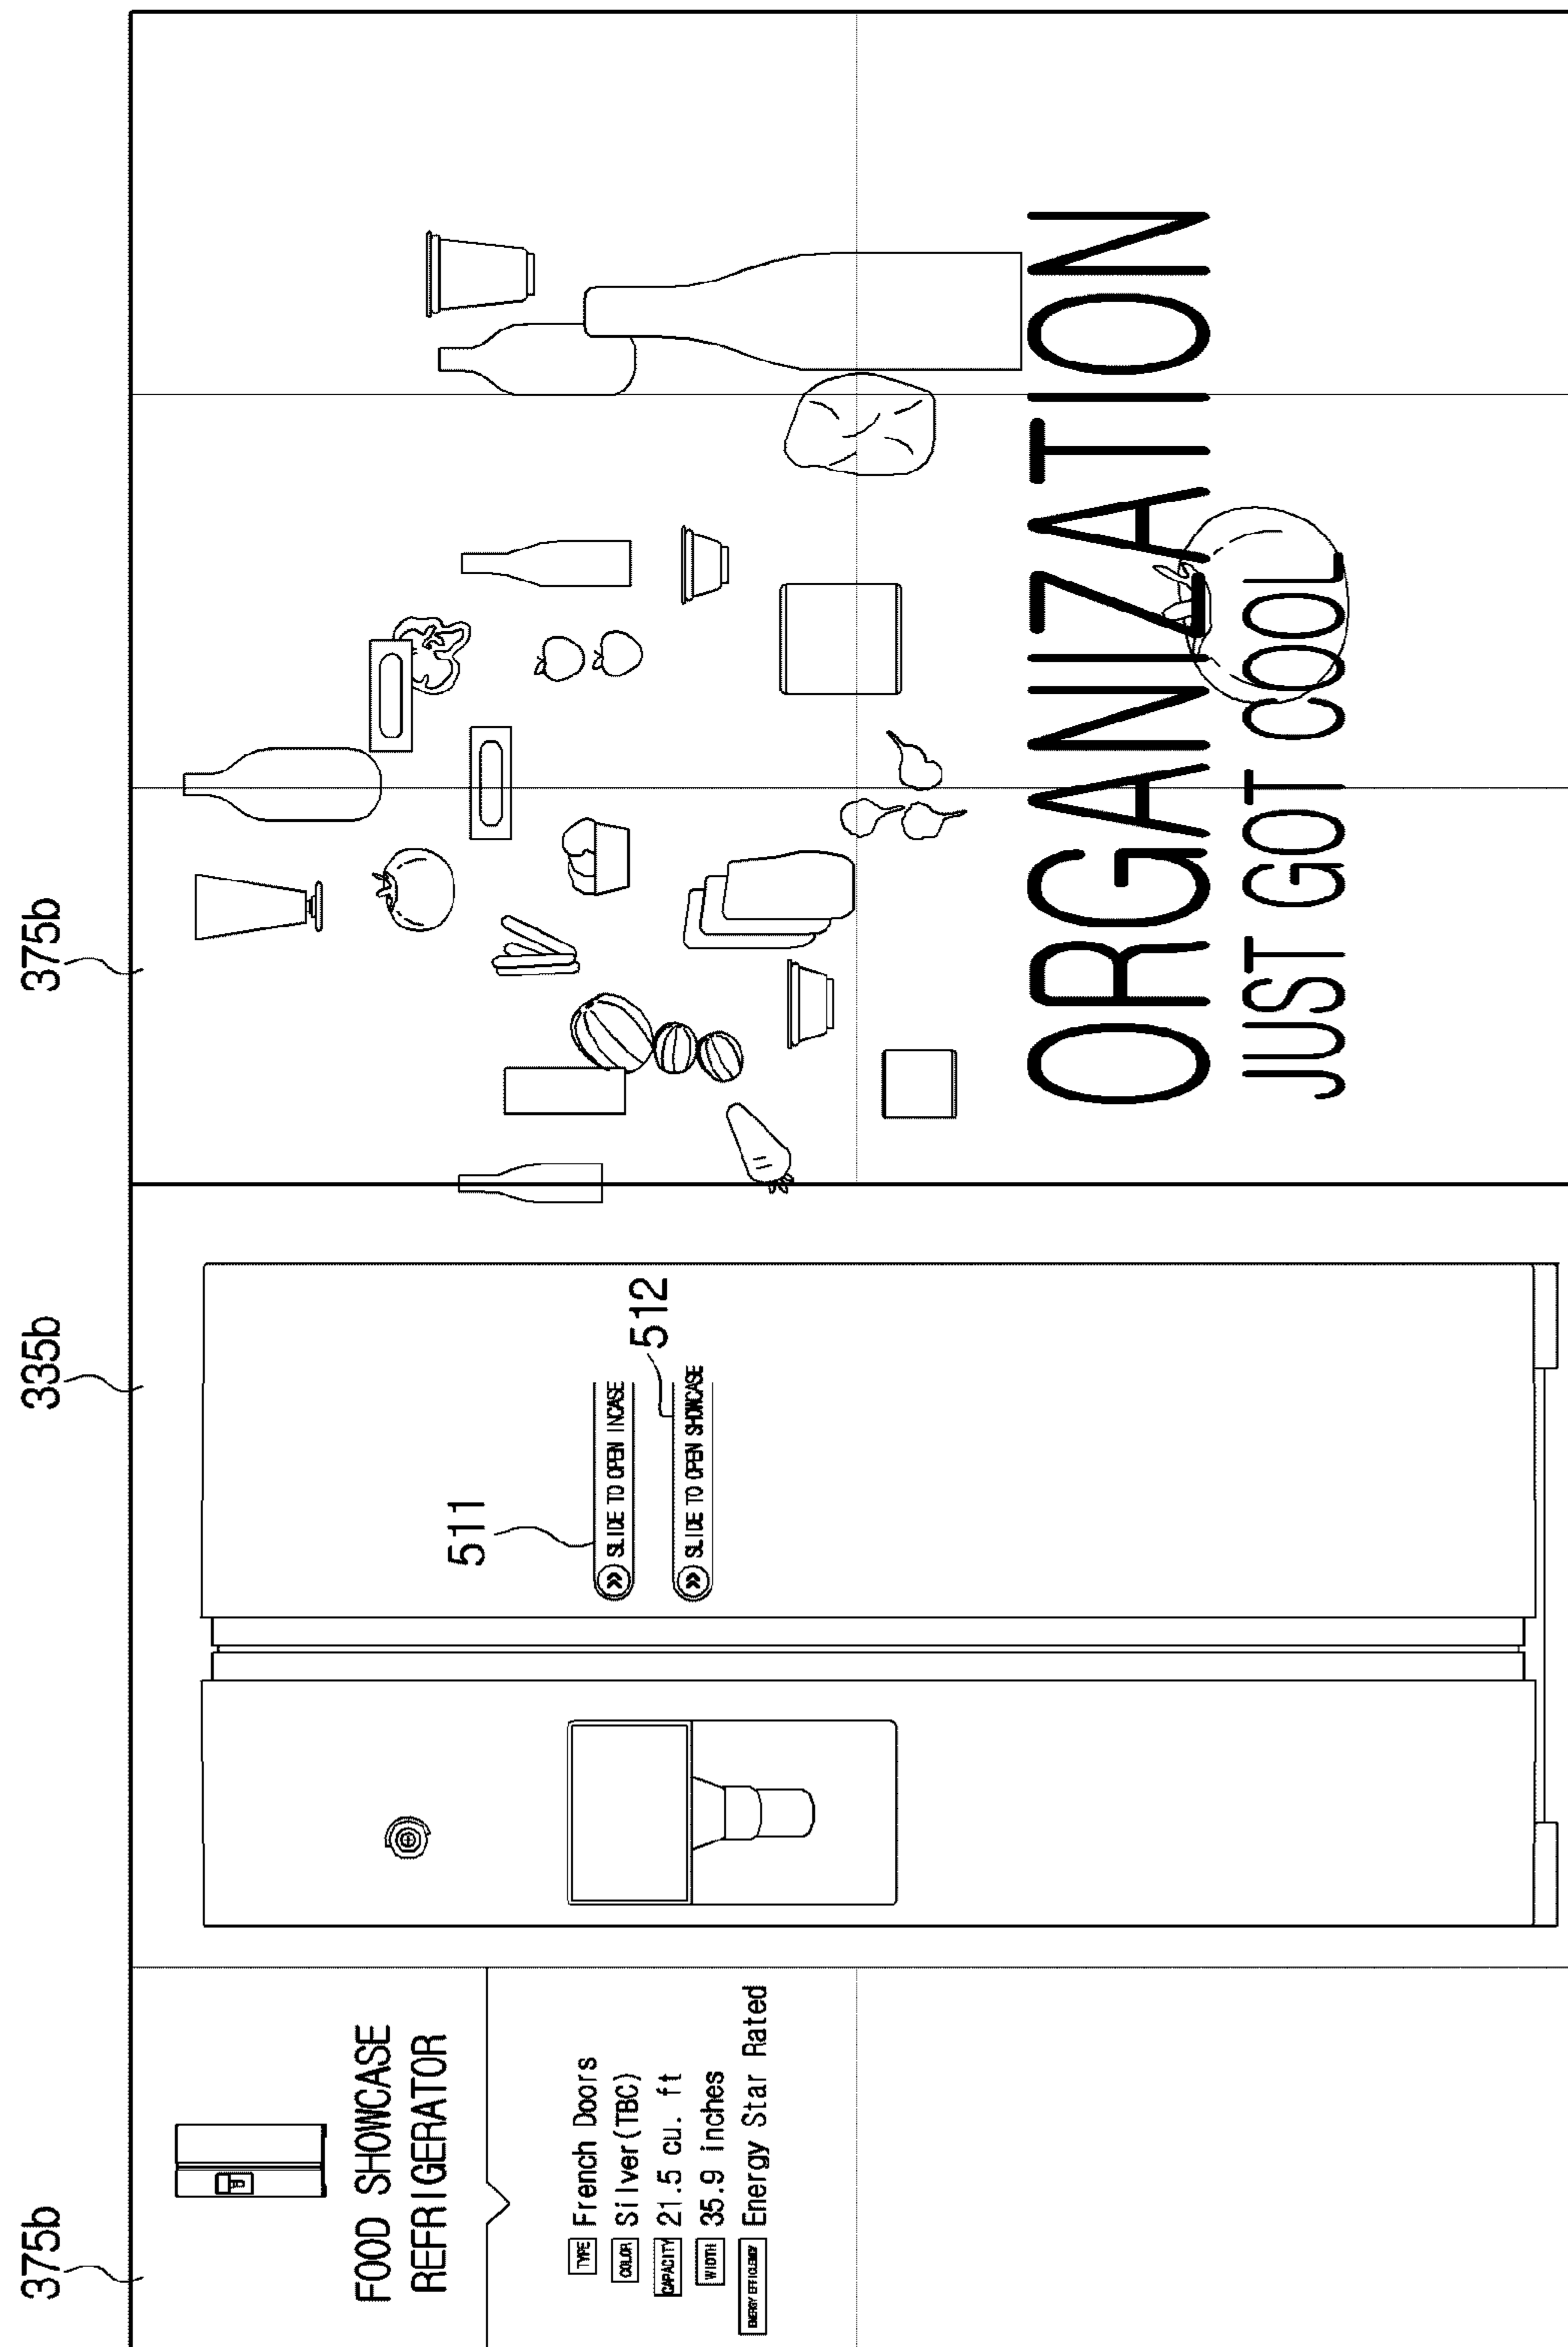 375b
335b
375b
FOOD SHOWCASE
REFRIGERATOR
TYPE French Doors
COLOR Silver(TBC)
CAPACITY 21.5 cu. ft
WIDTH 35.9 inches
ENERGY EFFICIENCY Energy Star Rated
511
SLIDE TO OPEN INCASE
512
SLIDE TO OPEN SHOWCASE
ORGANIZATION
JUST GOT COOL